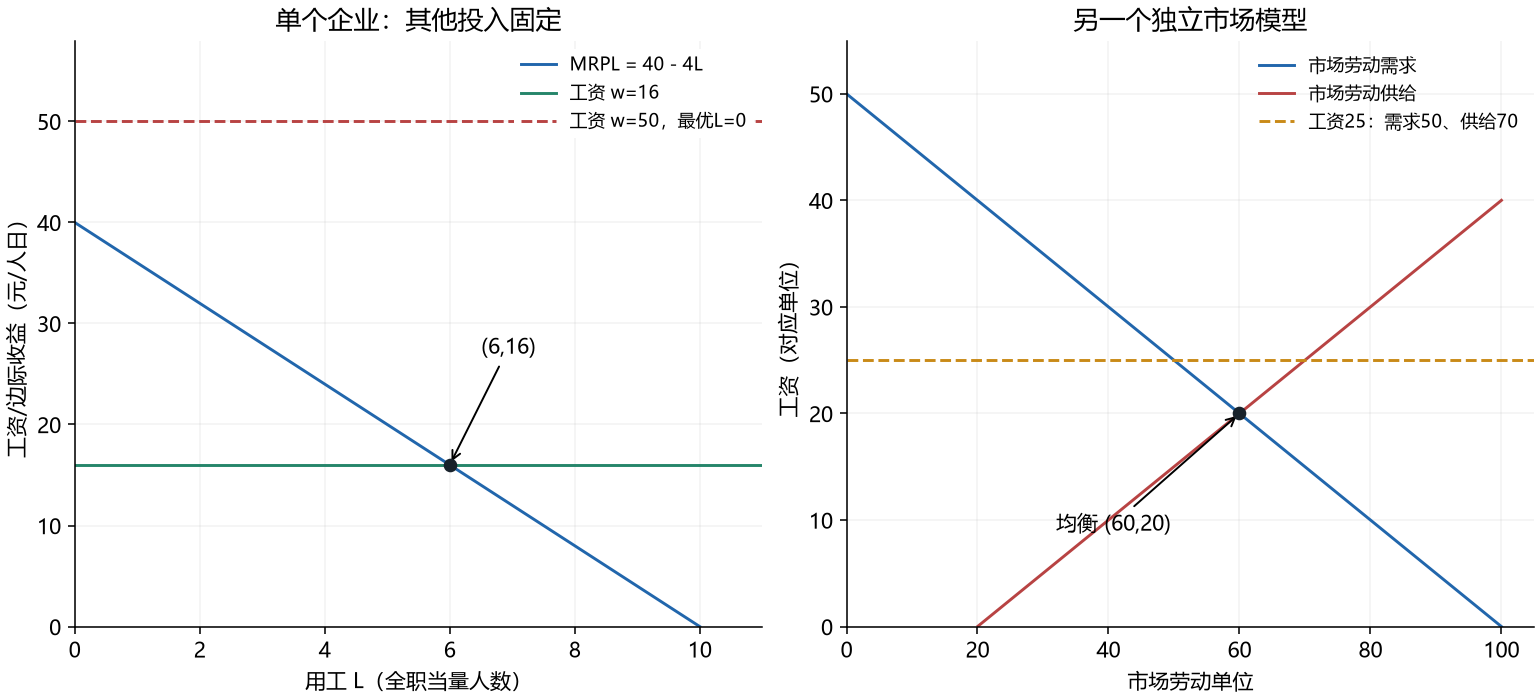 单个企业：其他投入固定
MRPL = 40 - 4L
工资 w=16
工资 w=50，最优L=0
(6,16)
工资/边际收益（元/人日）
50
40
30
20
10
0
0 2 4 6 8 10
用工 L（全职当量人数）
另一个独立市场模型
市场劳动需求
市场劳动供给
工资25：需求50、供给70
均衡 (60,20)
工资（对应单位）
50
40
30
20
10
0
0 20 40 60 80 100
市场劳动单位